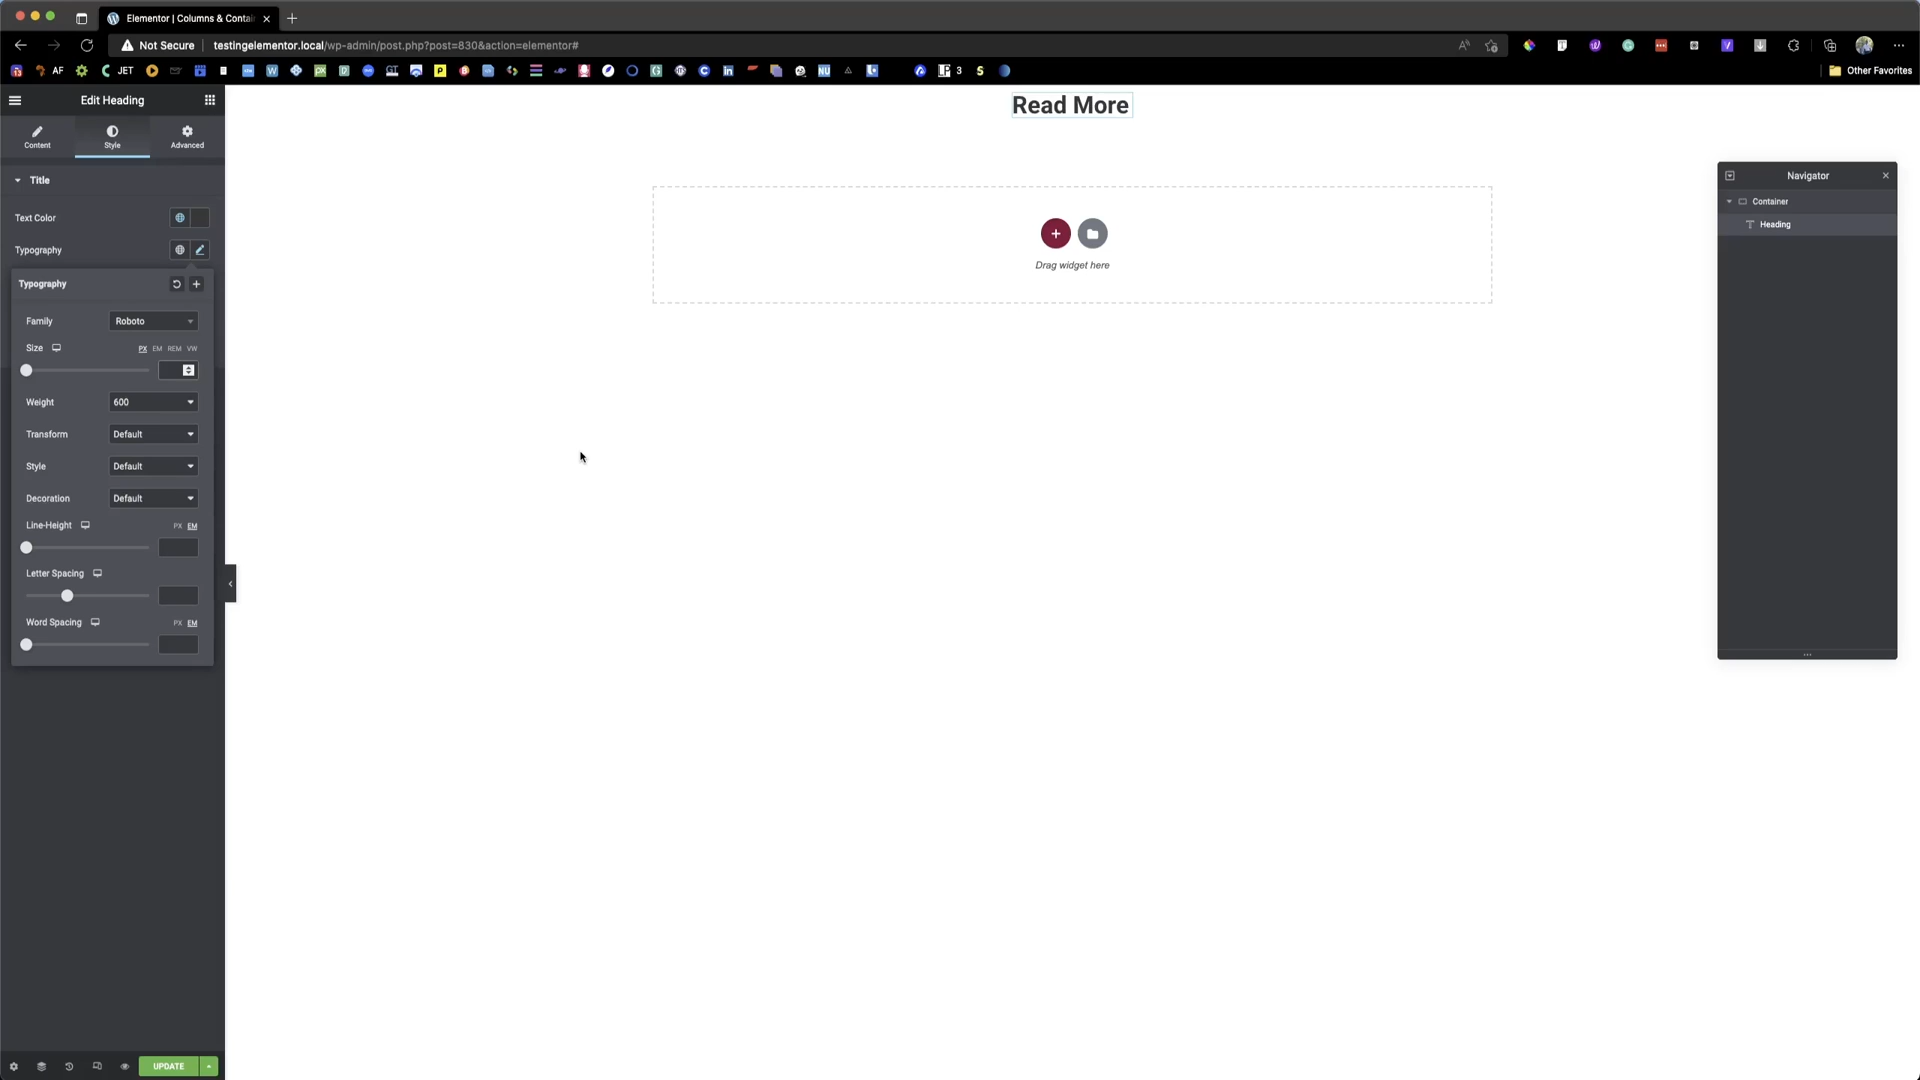 Elementor | Columns & Contai
Not Secure
testingelementor.local/wp-admin/post.php?post=830&action=elementor#
AF
JET
3
Other Favorites
Edit Heading
Content
Style
Advanced
Title
Text Color
Typography
Typography
Family
Roboto
Size
PX EM REM VW
Weight
600
Transform
Default
Style
Default
Decoration
Default
Line-Height
PX EM
Letter Spacing
Word Spacing
PX EM
UPDATE
Read More
Drag widget here
Navigator
Container
Heading